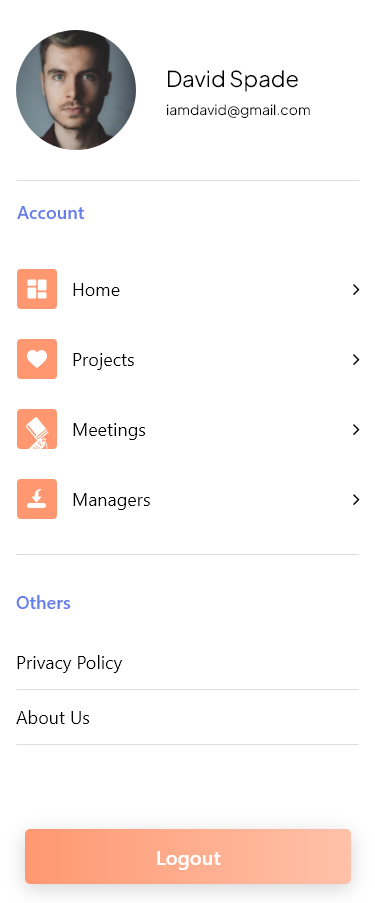 David Spade
iamdavid@gmail.com
Account
Home
Projects
Meetings
Managers
Others
Privacy Policy
About Us
Logout